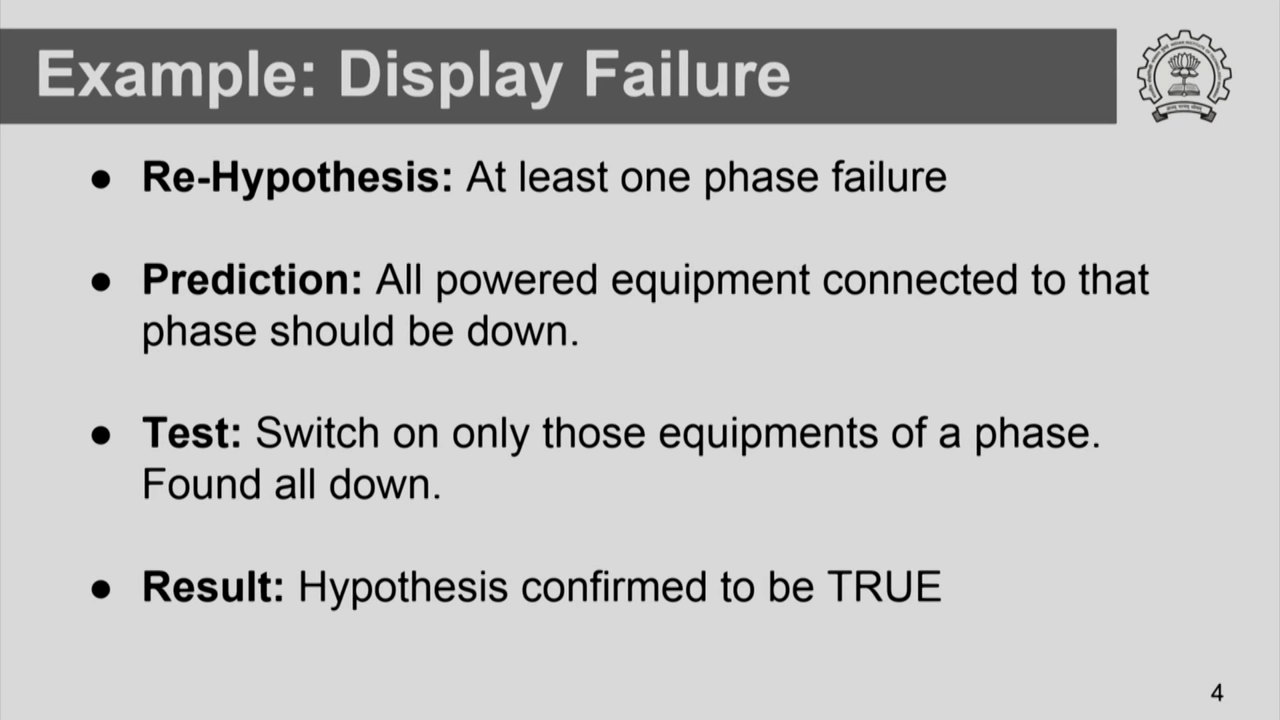 Example: Display Failure
● Re-Hypothesis: At least one phase failure
● Prediction: All powered equipment connected to that
phase should be down.
● Test: Switch on only those equipments of a phase.
Found all down.
● Result: Hypothesis confirmed to be TRUE
4